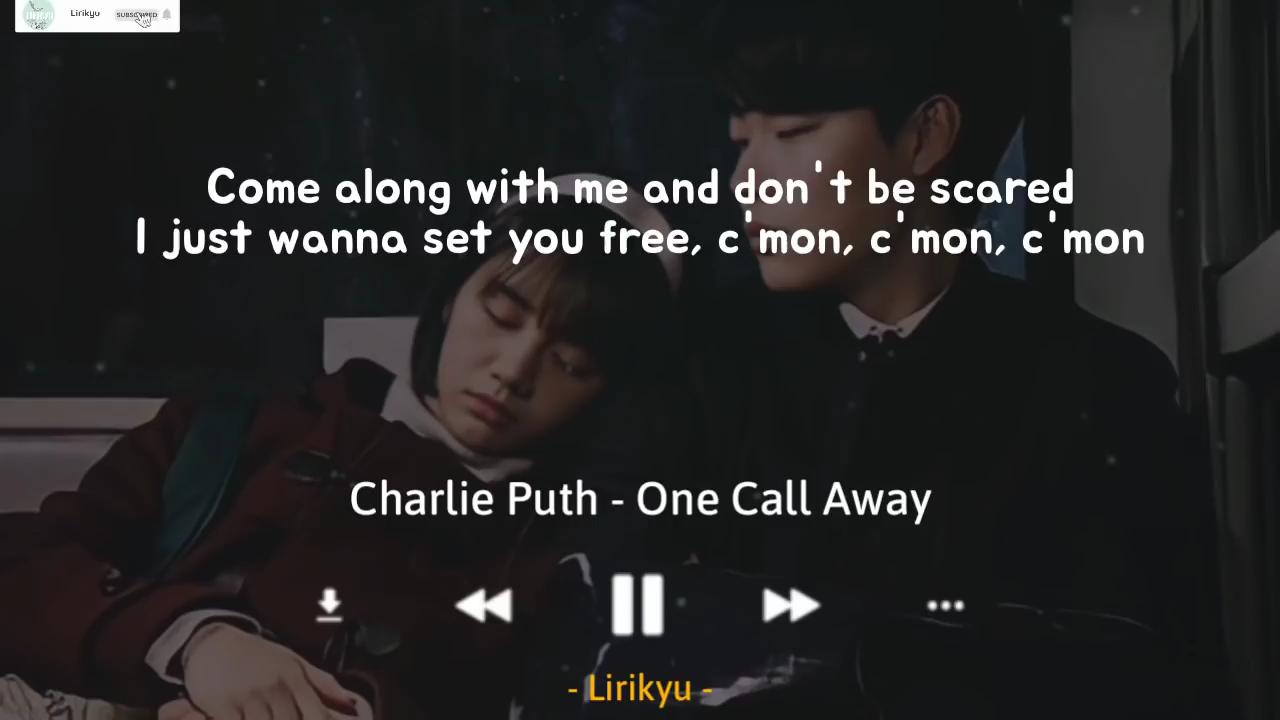 Lirikyu
SUBSCRIBED
Come along with me and don't be scared
I just wanna set you free, c'mon, c'mon, c'mon
Charlie Puth - One Call Away
- Lirikyu -